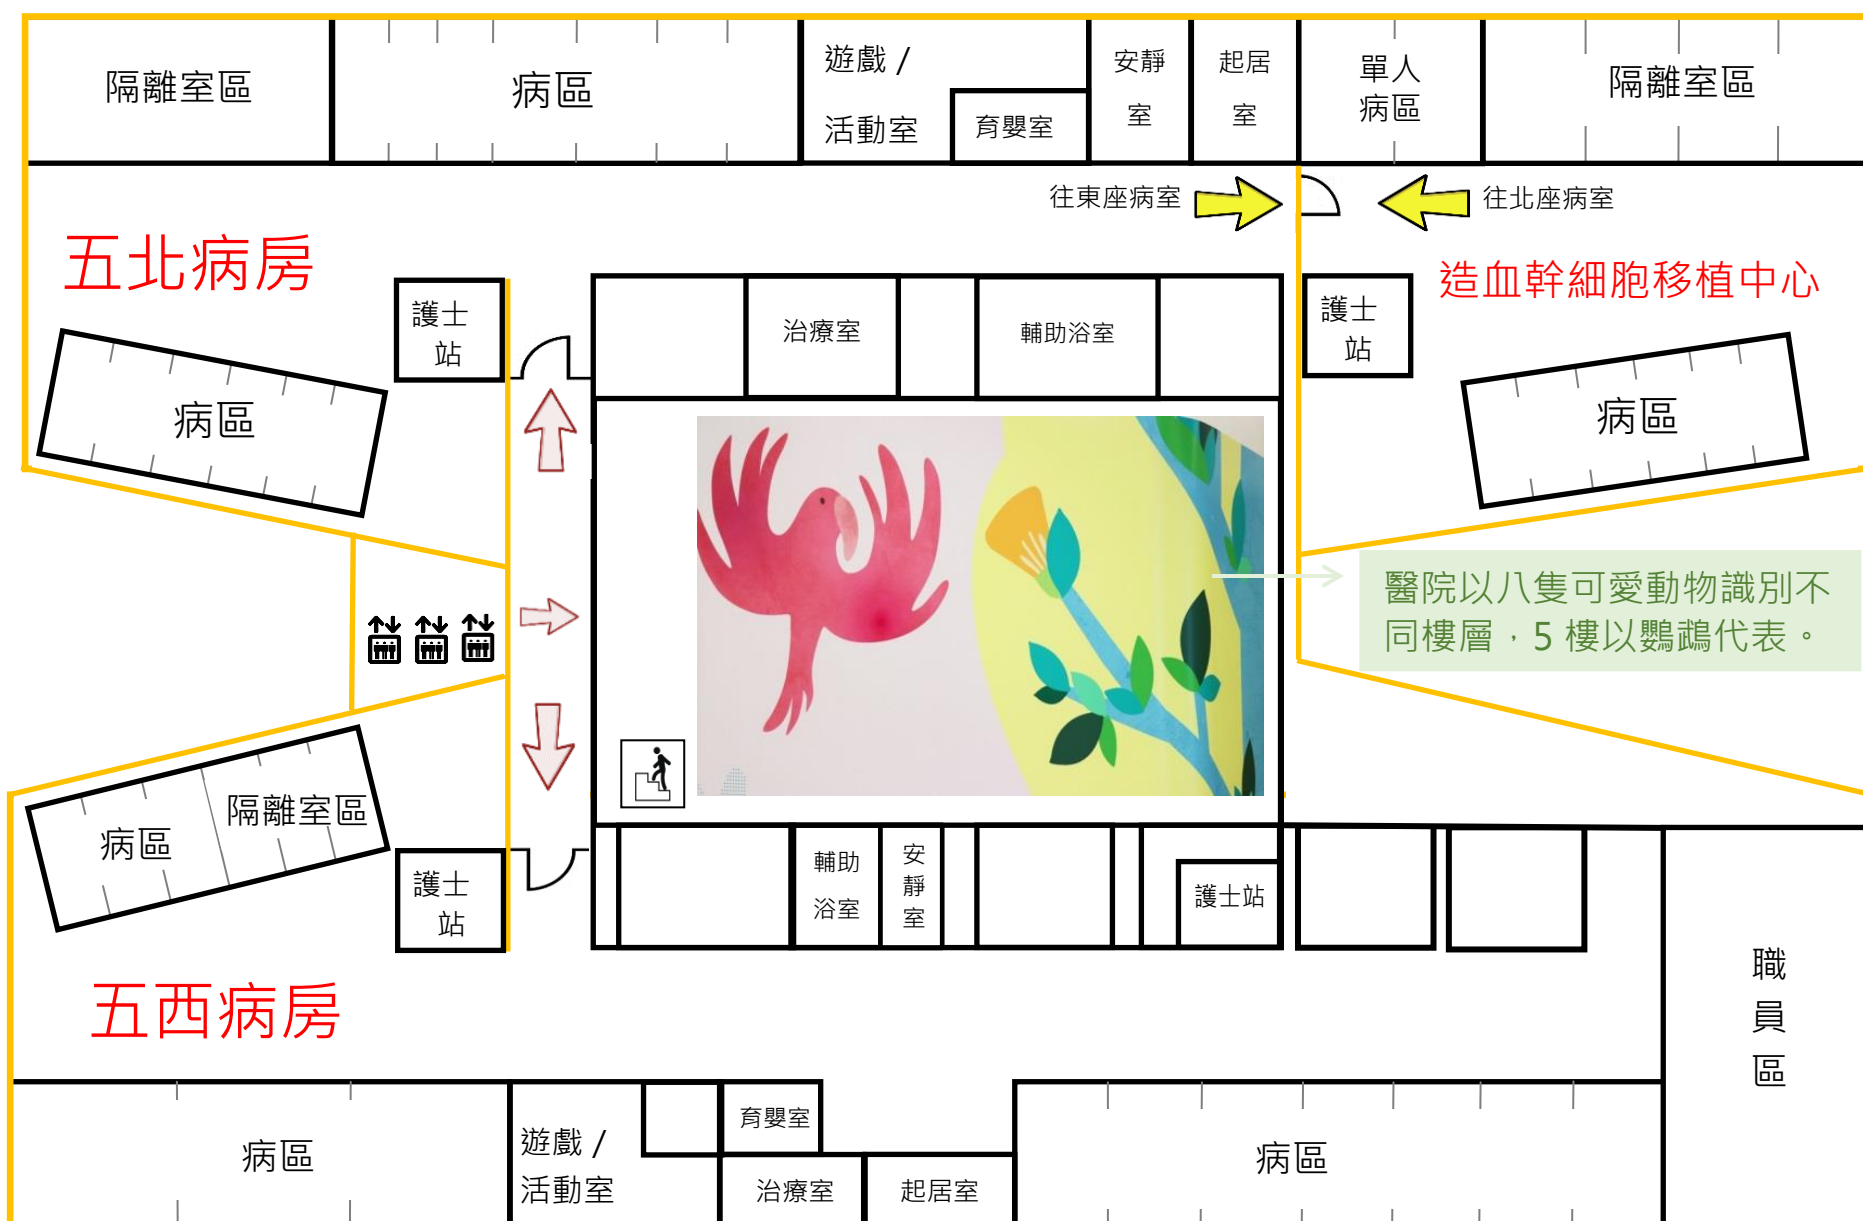 隔離室區
病區
遊戲 /
活動室
育嬰室
安靜
室
起居
室
單人
病區
隔離室區
往東座病室
往北座病室
五北病房
造血幹細胞移植中心
護士
站
治療室
輔助浴室
護士
站
病區
病區
醫院以八隻可愛動物識別不
同樓層，5 樓以鸚鵡代表。
病區
隔離室區
護士
站
輔助
浴室
安
靜
室
護士站
五西病房
職
員
區
病區
遊戲 /
活動室
育嬰室
治療室
起居室
病區